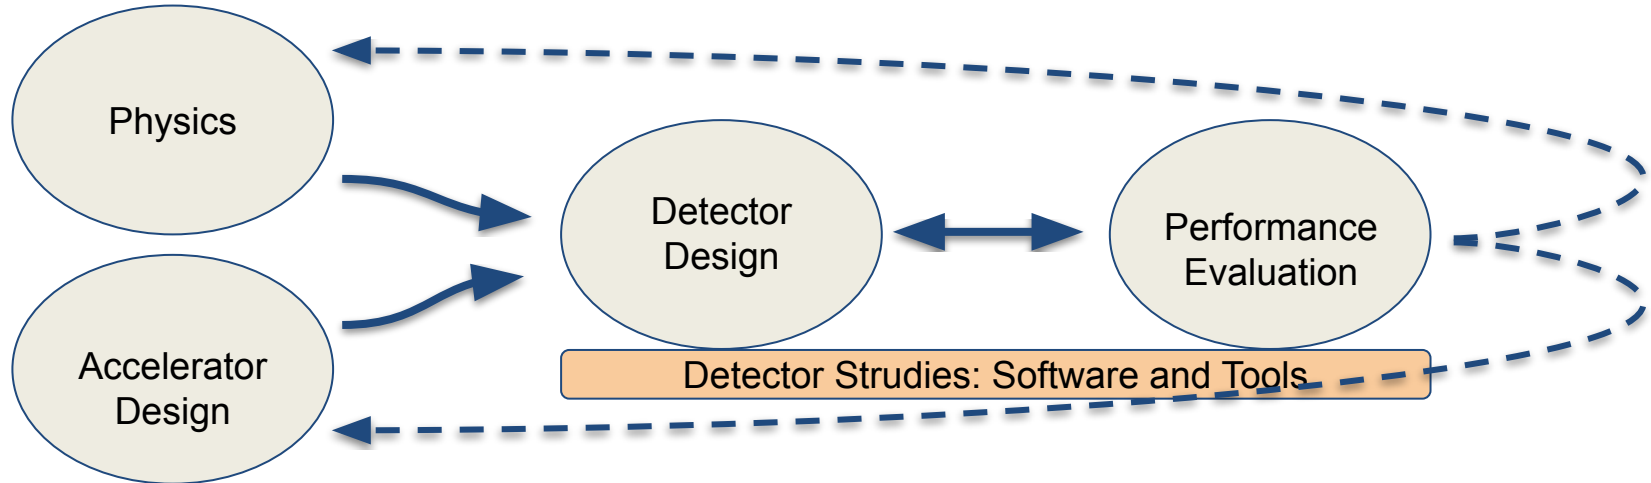 Physics
Detector
Design
Performance
Evaluation
Accelerator
Design
Detector Strudies: Software and Tools